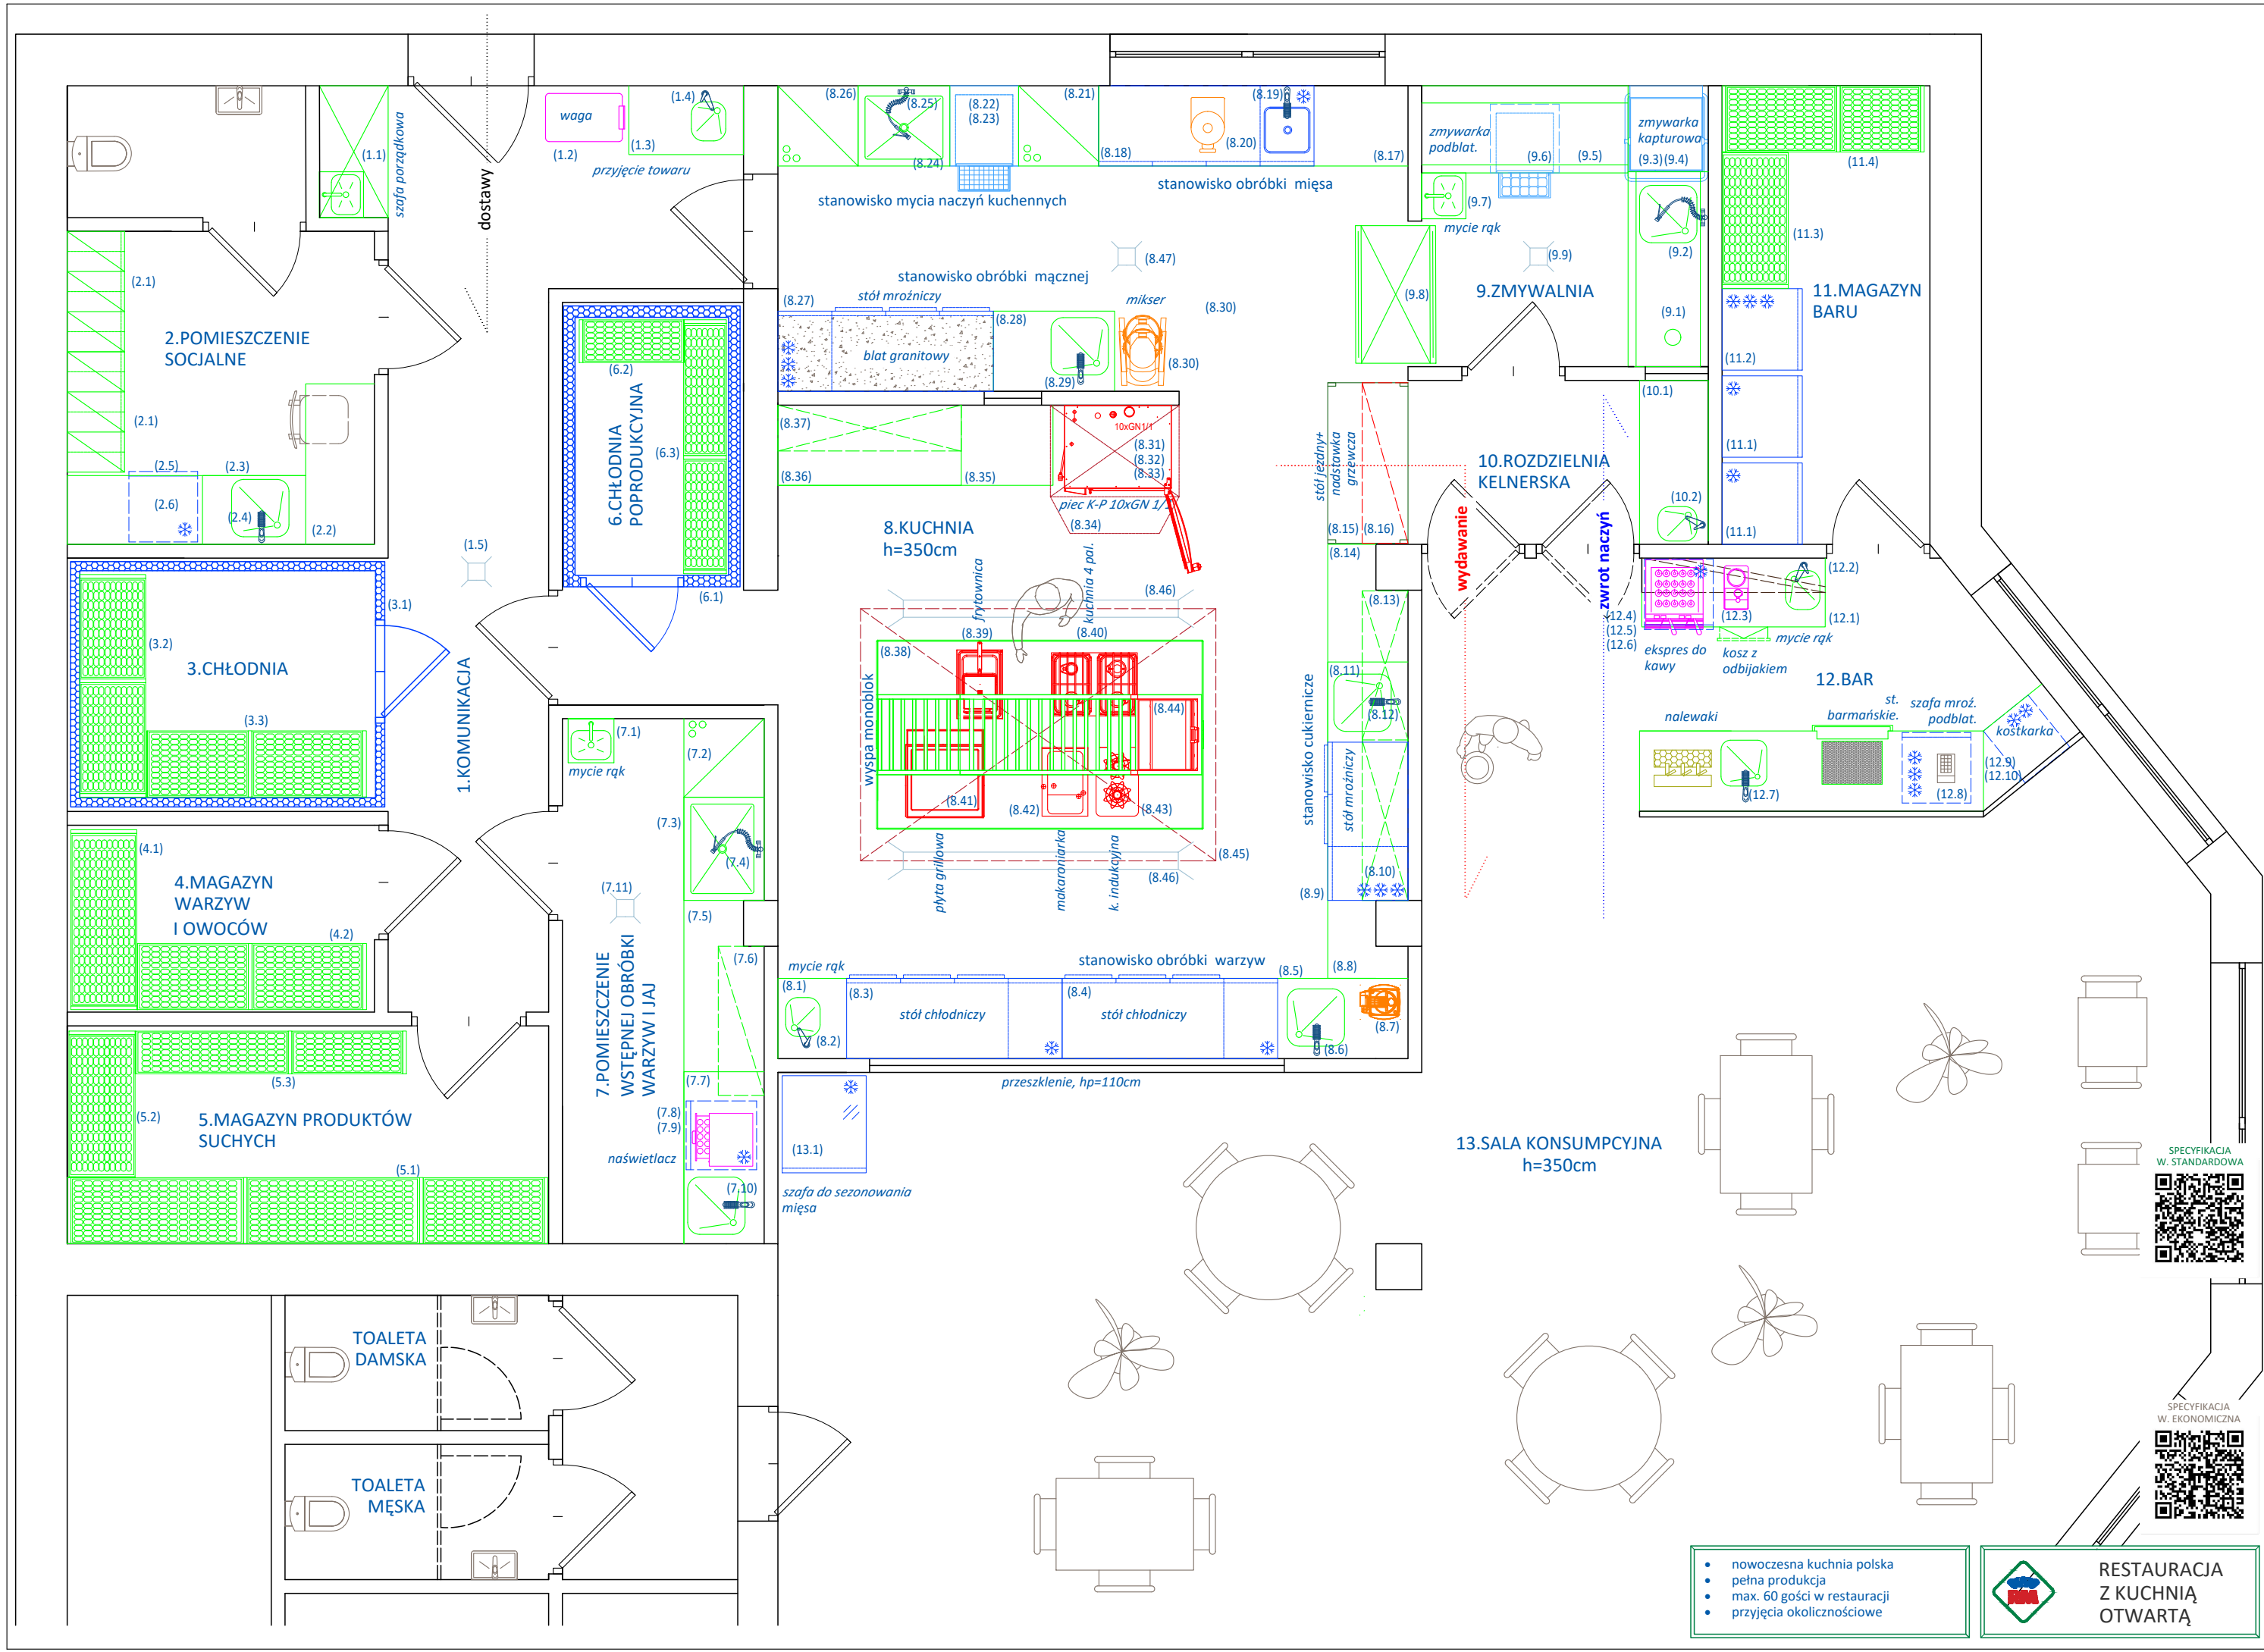 (1.1)
szafa porządkowa
dostawy
waga
(1.2)
(1.3)
(1.4)
przyjęcie towaru
(1.5)
1.KOMUNIKACJA
(2.1)
2.POMIESZCZENIE
SOCJALNE
(2.1)
(2.5)
(2.3)
(2.6)
(2.4)
(2.2)
(3.1)
(3.2)
3.CHŁODNIA
(3.3)
(4.1)
4.MAGAZYN
WARZYW
I OWOCÓW
(4.2)
(5.3)
(5.2)
5.MAGAZYN PRODUKTÓW
SUCHYCH
(5.1)
(6.2)
6.CHŁODNIA
POPRODUKCYJNA
(6.3)
(6.1)
(7.1)
mycie rąk
(7.2)
(7.3)
(7.4)
(7.11)
(7.5)
7.POMIESZCZENIE
WSTĘPNEJ OBRÓBKI
WARZYW I JAJ
(7.6)
(7.7)
(7.8)
(7.9)
naświetlacz
(7.10)
(8.26)
(8.25)
(8.24)
(8.22)
(8.23)
(8.21)
(8.19)
(8.20)
(8.18)
(8.17)
stanowisko mycia naczyń kuchennych
stanowisko obróbki mięsa
(8.47)
stanowisko obróbki mącznej
(8.27)
stół mroźniczy
mikser
(8.30)
(8.28)
blat granitowy
(8.29)
(8.30)
(8.37)
(8.36)
(8.35)
10xGN1/1
(8.31)
(8.32)
(8.33)
piec K-P 10xGN 1/1
(8.34)
8.KUCHNIA
h=350cm
frytownica
kuchnia 4 pal.
(8.46)
(8.39)
(8.40)
(8.38)
wyspa monoblok
(8.44)
(8.41)
(8.42)
(8.43)
(8.45)
(8.46)
płyta grillowa
makaroniarka
k. indukcyjna
stół jezdny+
nadstawka
grzewcza
(8.15)
(8.16)
(8.14)
(8.13)
(8.11)
(8.12)
stanowisko cukiernicze
stół mroźniczy
(8.10)
(8.9)
(8.8)
mycie rąk
stanowisko obróbki warzyw
(8.5)
(8.1)
(8.2)
(8.3)
stół chłodniczy
(8.4)
stół chłodniczy
(8.6)
(8.7)
przeszklenie, hp=110cm
zmywarka
podblat.
(9.6)
(9.5)
zmywarka
kapturowa
(9.3)
(9.4)
(9.7)
mycie rąk
(9.2)
(9.9)
(9.8)
9.ZMYWALNIA
(9.1)
(10.1)
10.ROZDZIELNIA
KELNERSKA
(10.2)
wydawanie
zwrot naczyń
(11.4)
(11.3)
11.MAGAZYN
BARU
(11.2)
(11.1)
(11.1)
(12.2)
(12.4)
(12.5)
(12.6)
(12.3)
(12.1)
mycie rąk
ekspres do
kawy
kosz z
odbijakiem
12.BAR
nalewaki
st.
barmańskie.
szafa mroź.
podblat.
kostkarka
(12.7)
(12.8)
(12.9)
(12.10)
(13.1)
szafa do sezonowania
mięsa
13.SALA KONSUMPCYJNA
h=350cm
TOALETA
DAMSKA
TOALETA
MĘSKA
SPECYFIKACJA
W. STANDARDOWA
SPECYFIKACJA
W. EKONOMICZNA
• nowoczesna kuchnia polska
• pełna produkcja
• max. 60 gości w restauracji
• przyjęcia okolicznościowe
RESTAURACJA
Z KUCHNIĄ
OTWARTĄ